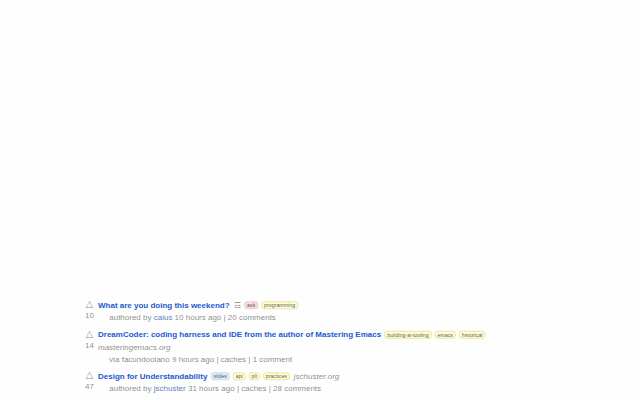 What are you doing this weekend? ask programming
10 authored by caius 10 hours ago | 20 comments
DreamCoder: coding harness and IDE from the author of Mastering Emacs building-ai-tooling emacs historical
14 masteringemacs.org
via facundoolano 9 hours ago | caches | 1 comment
Design for Understandability slides api plt practices jschuster.org
47 authored by jschuster 31 hours ago | caches | 28 comments